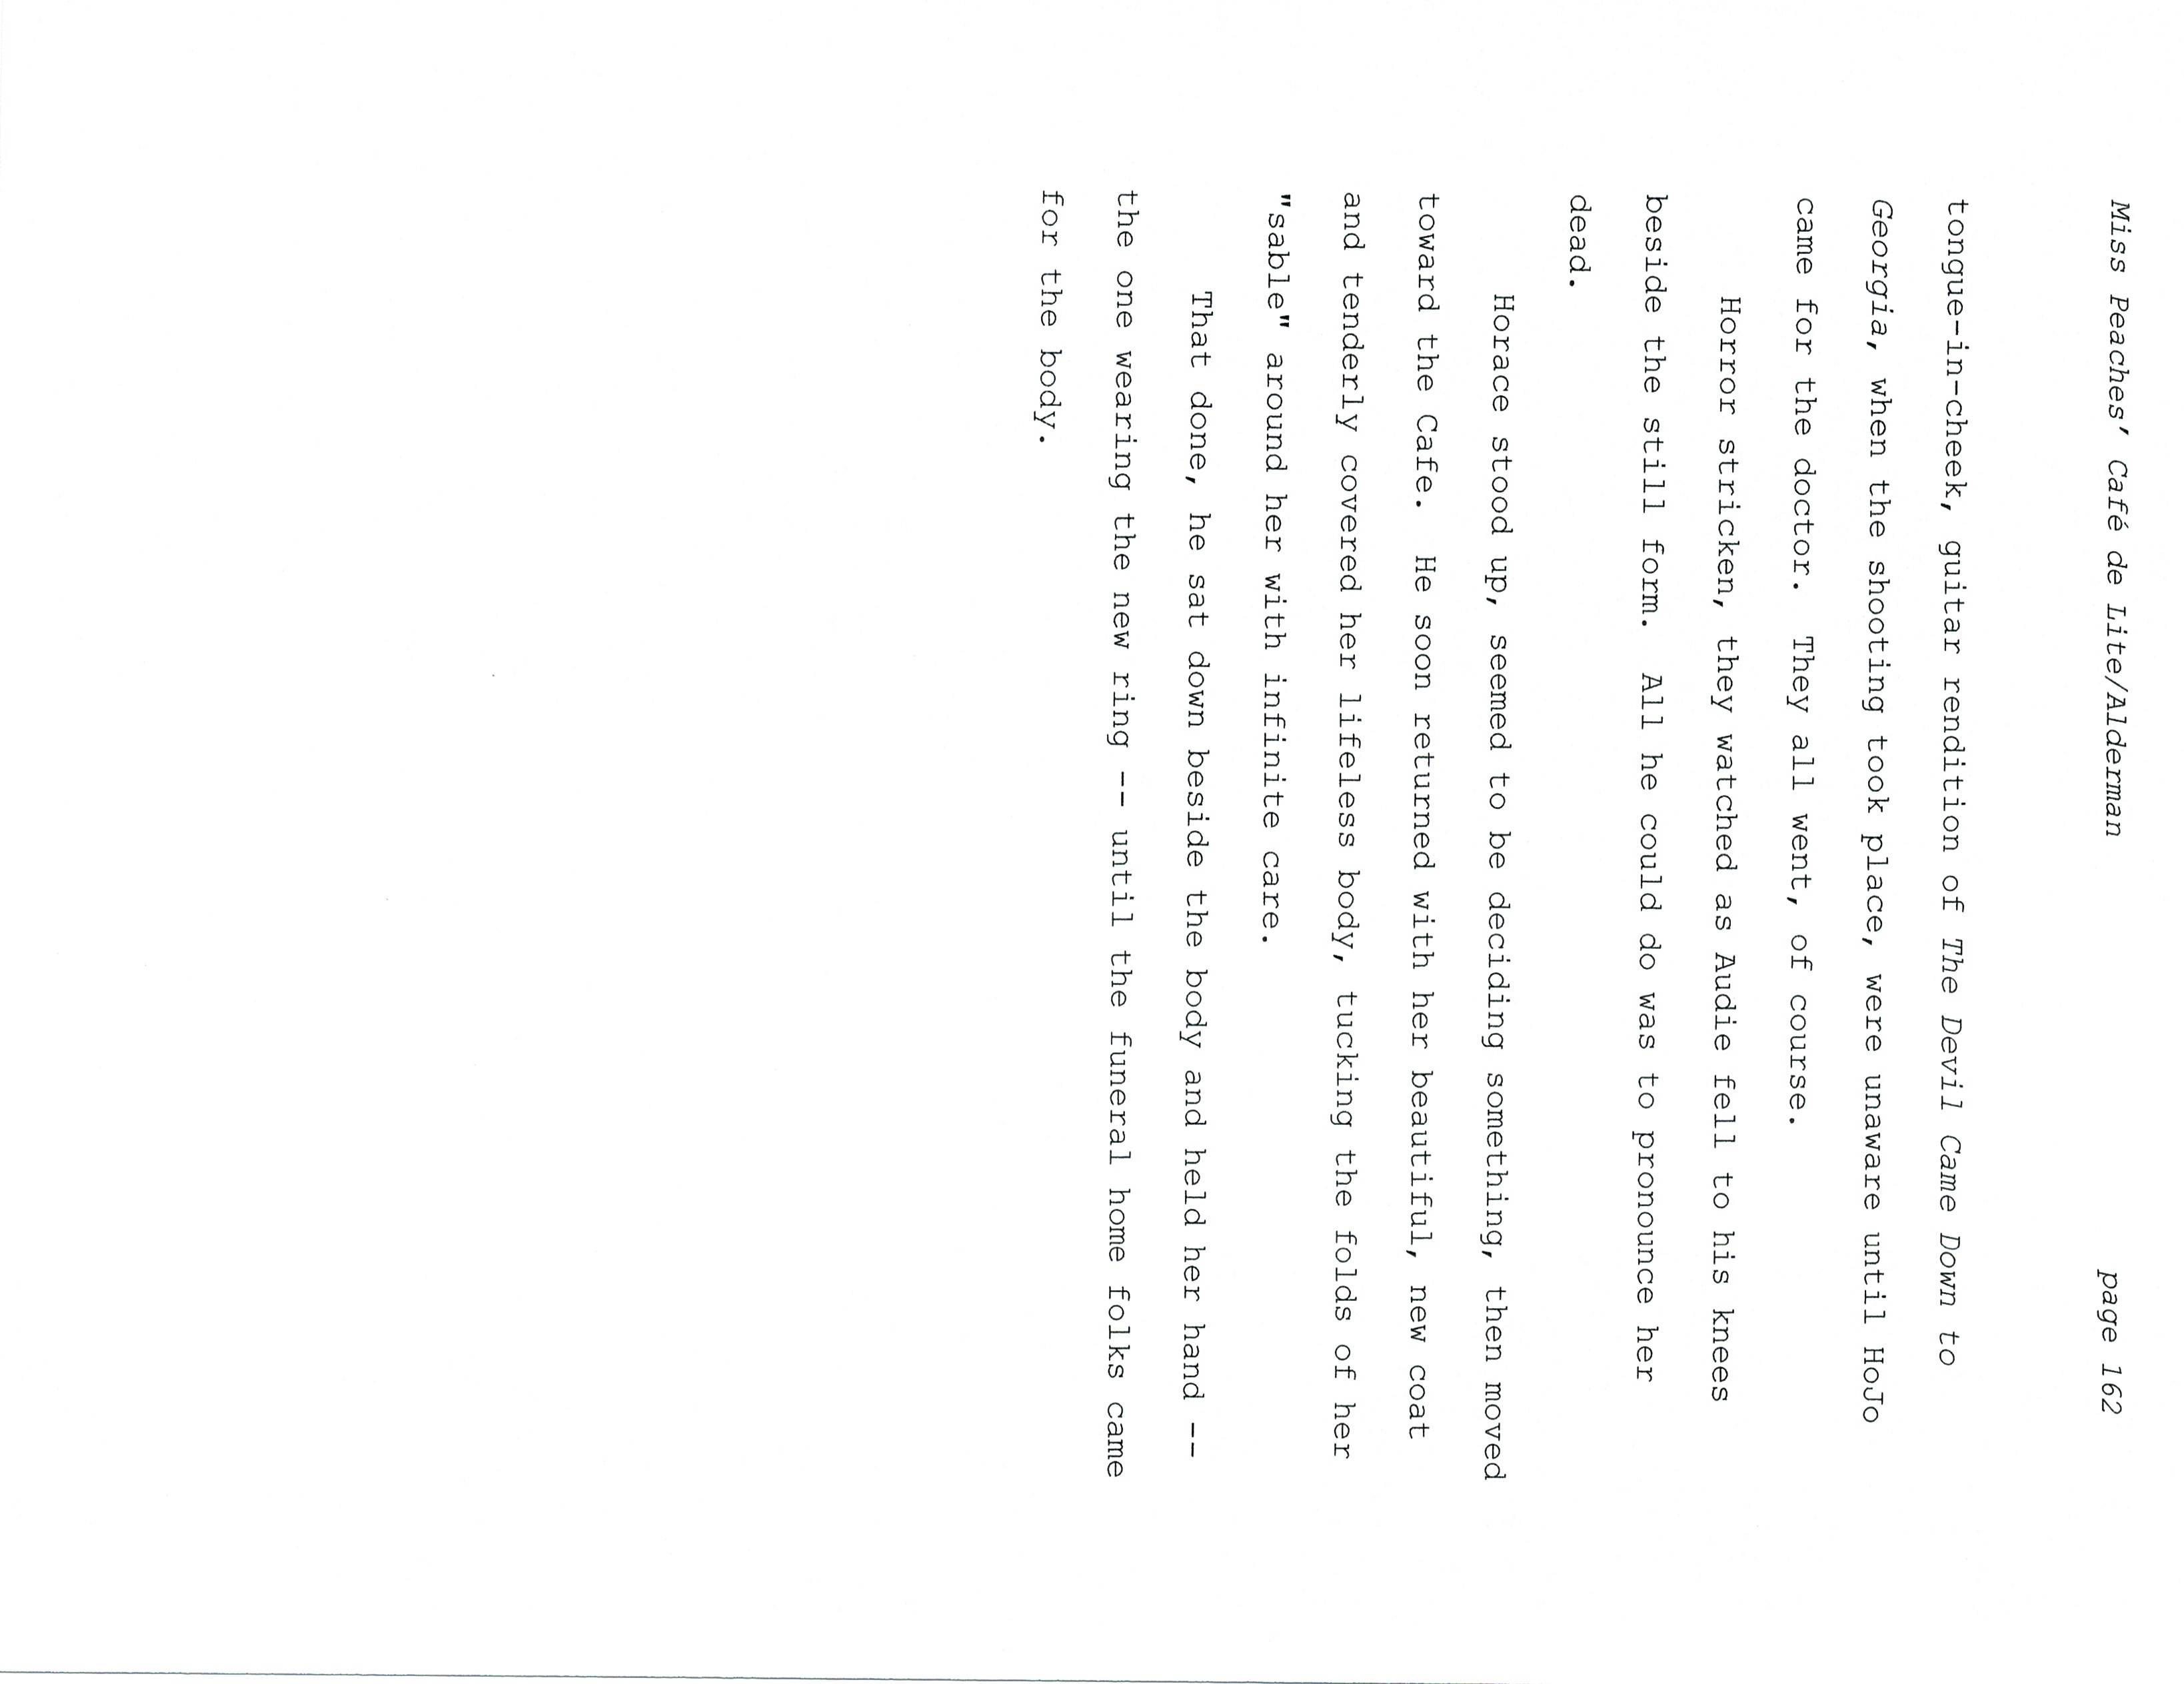 Miss Peaches' Café de Lite/Alderman page 162
tongue-in-cheek, guitar rendition of The Devil Came Down to
Georgia, when the shooting took place, were unaware until HoJo
came for the doctor.  They all went, of course.
Horror stricken, they watched as Audie fell to his knees
beside the still form.  All he could do was to pronounce her
dead.
Horace stood up, seemed to be deciding something, then moved
toward the Cafe.  He soon returned with her beautiful, new coat
and tenderly covered her lifeless body, tucking the folds of her
"sable" around her with infinite care.
That done, he sat down beside the body and held her hand --
the one wearing the new ring -- until the funeral home folks came
for the body.